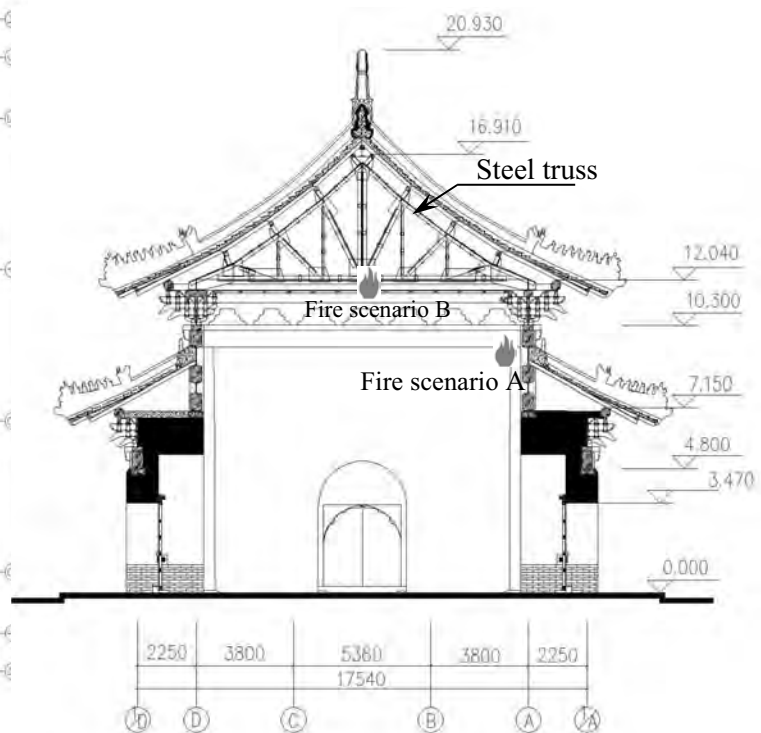 20.930
16.910
Steel truss
12.040
10.300
Fire scenario B
Fire scenario A
7.150
4.800
3.470
0.000
2250 3800 5380 3800 2250
17540
D D C B A A